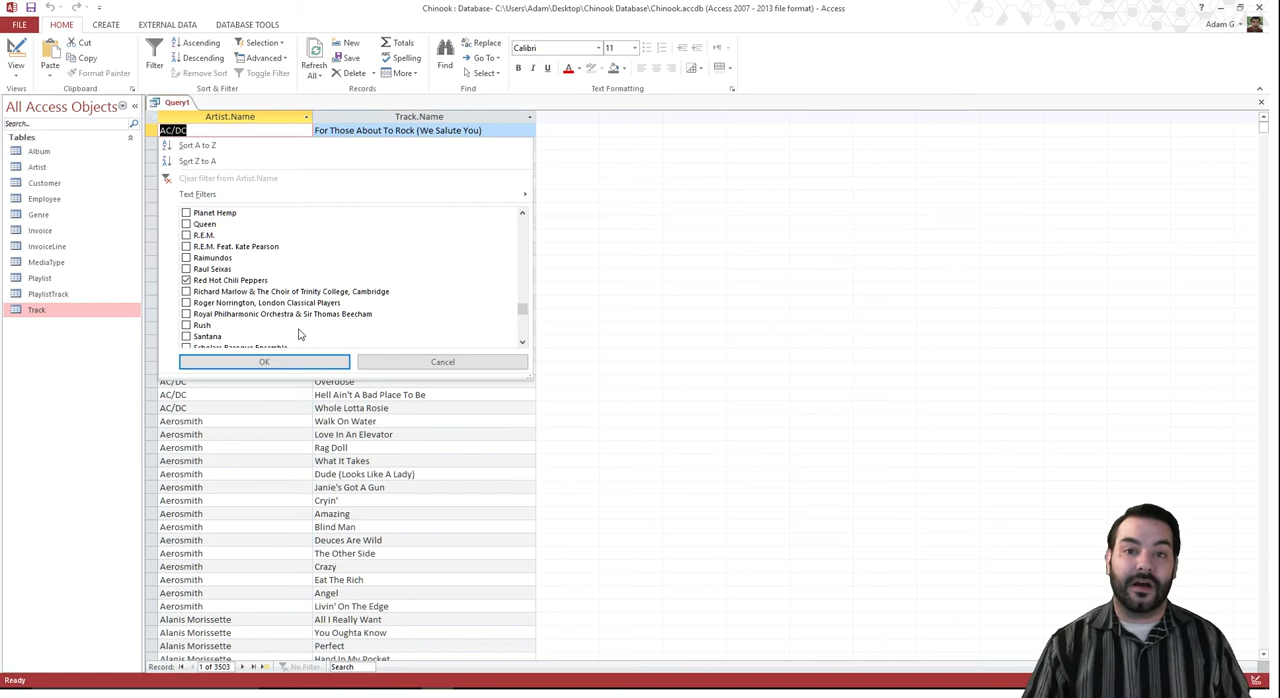 Chinook : Database- C:\Users\Adam\Desktop\Chinook Database\Chinook.accdb (Access 2007 - 2013 file format) - Access
FILE HOME CREATE EXTERNAL DATA DATABASE TOOLS Adam G
View Paste Cut Copy Format Painter Filter Ascending Descending Remove Sort Selection Advanced Toggle Filter Refresh All New Save Delete Totals Spelling More Find Replace Go To Select Calibri 11 B I U A
Views Clipboard Sort & Filter Records Find Text Formatting
All Access Objects
Search...
Tables
Album
Artist
Customer
Employee
Genre
Invoice
InvoiceLine
MediaType
Playlist
PlaylistTrack
Track
Query1
Artist.Name Track.Name
AC/DC For Those About To Rock (We Salute You)
Sort A to Z
Sort Z to A
Clear filter from Artist.Name
Text Filters
Planet Hemp
Queen
R.E.M.
R.E.M. Feat. Kate Pearson
Raimundos
Raul Seixas
Red Hot Chili Peppers
Richard Marlow & The Choir of Trinity College, Cambridge
Roger Norrington, London Classical Players
Royal Philharmonic Orchestra & Sir Thomas Beecham
Rush
Santana
Scholars Baroque Ensemble
OK Cancel
AC/DC Overdose
AC/DC Hell Ain't A Bad Place To Be
AC/DC Whole Lotta Rosie
Aerosmith Walk On Water
Aerosmith Love In An Elevator
Aerosmith Rag Doll
Aerosmith What It Takes
Aerosmith Dude (Looks Like A Lady)
Aerosmith Janie's Got A Gun
Aerosmith Cryin'
Aerosmith Amazing
Aerosmith Blind Man
Aerosmith Deuces Are Wild
Aerosmith The Other Side
Aerosmith Crazy
Aerosmith Eat The Rich
Aerosmith Angel
Aerosmith Livin' On The Edge
Alanis Morissette All I Really Want
Alanis Morissette You Oughta Know
Alanis Morissette Perfect
Alanis Morissette Hand In My Pocket
Record: 1 of 3503 No Filter Search
Ready